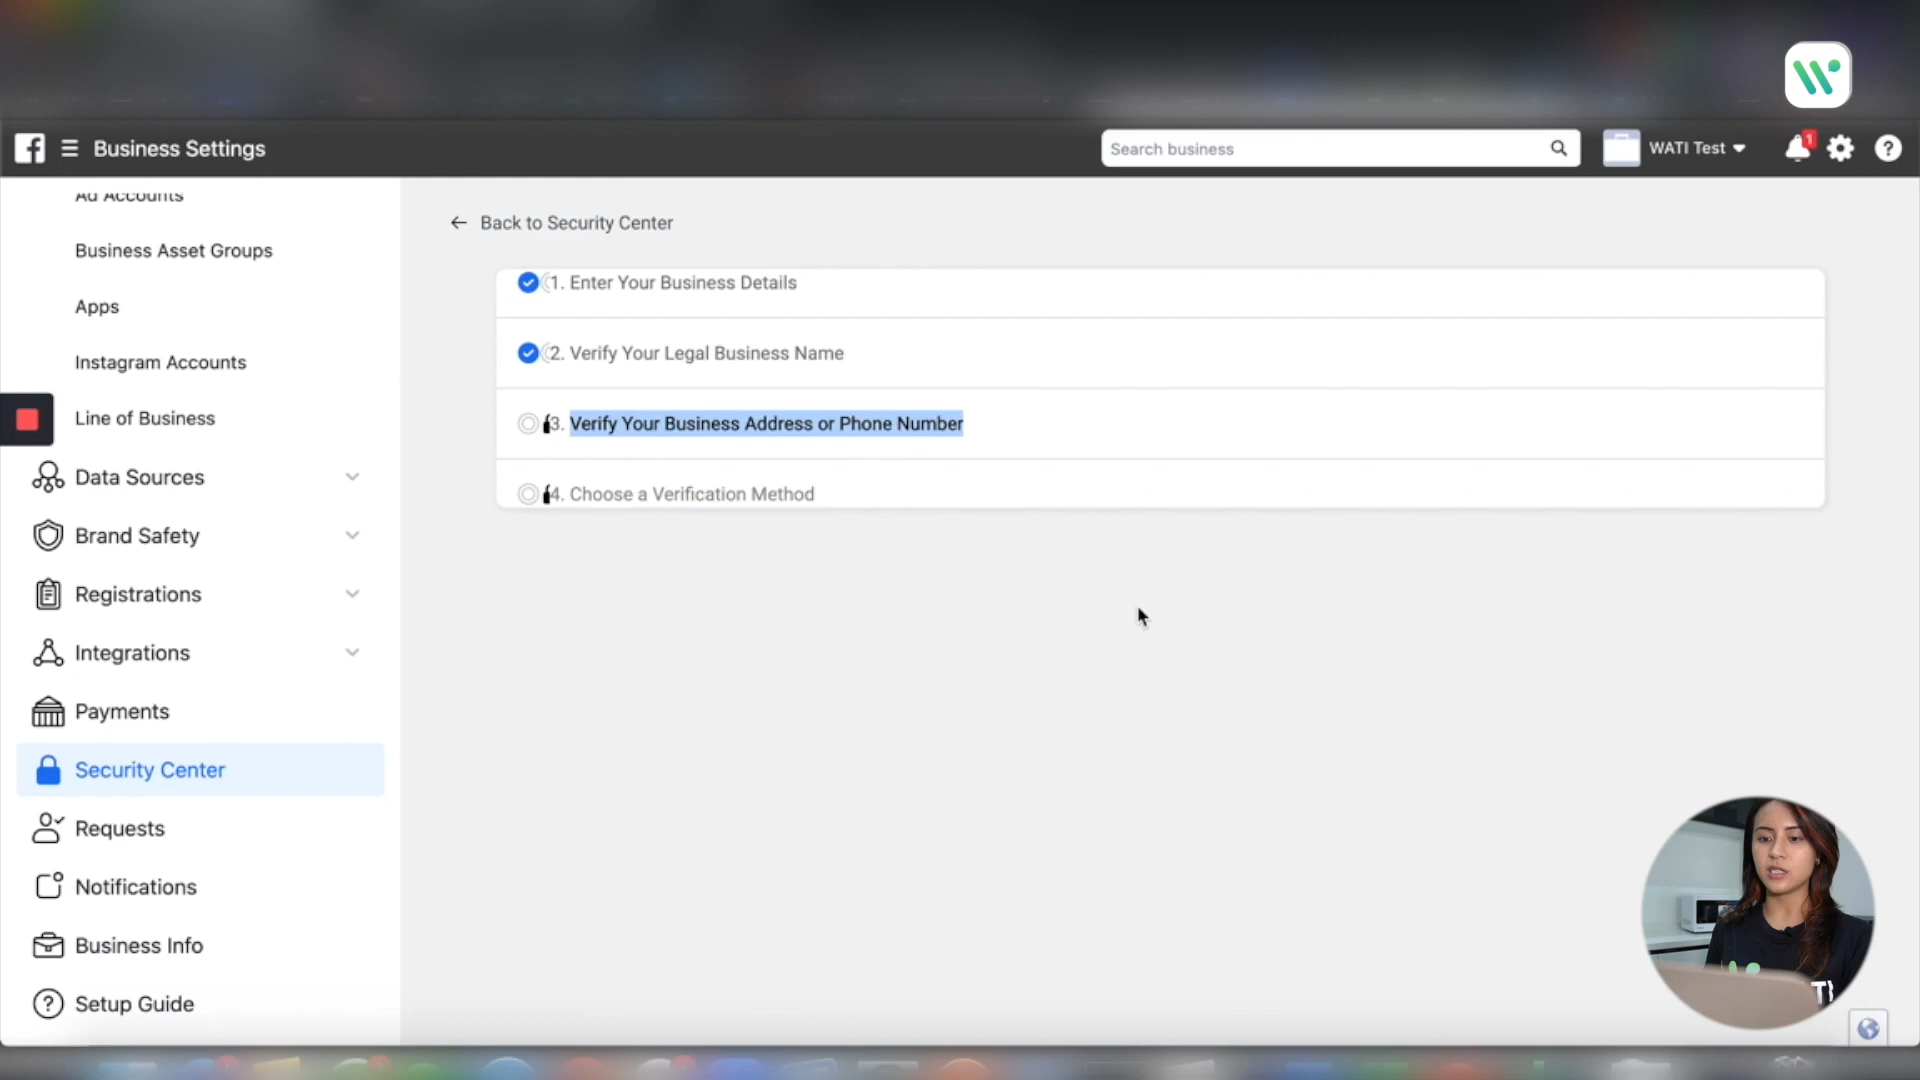 Business Settings
Search business
WATI Test
1
Ad Accounts
Business Asset Groups
Apps
Instagram Accounts
Line of Business
Data Sources
Brand Safety
Registrations
Integrations
Payments
Security Center
Requests
Notifications
Business Info
Setup Guide
Back to Security Center
1. Enter Your Business Details
2. Verify Your Legal Business Name
3. Verify Your Business Address or Phone Number
4. Choose a Verification Method